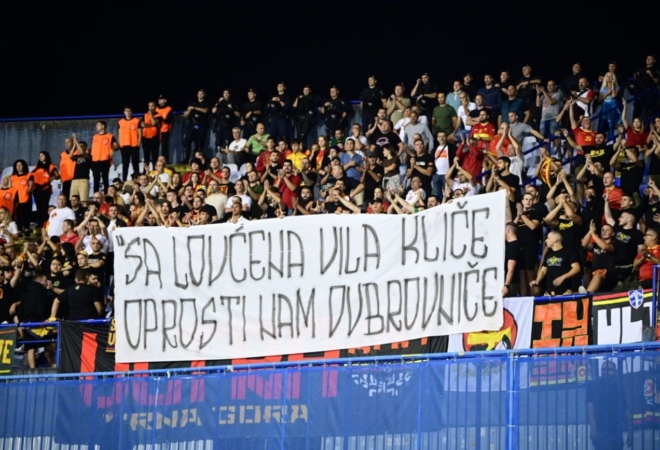 "SA LOVĆENA VILA KLIČE
OPROSTI NAM DUBROVNIČE
CRNA GORA